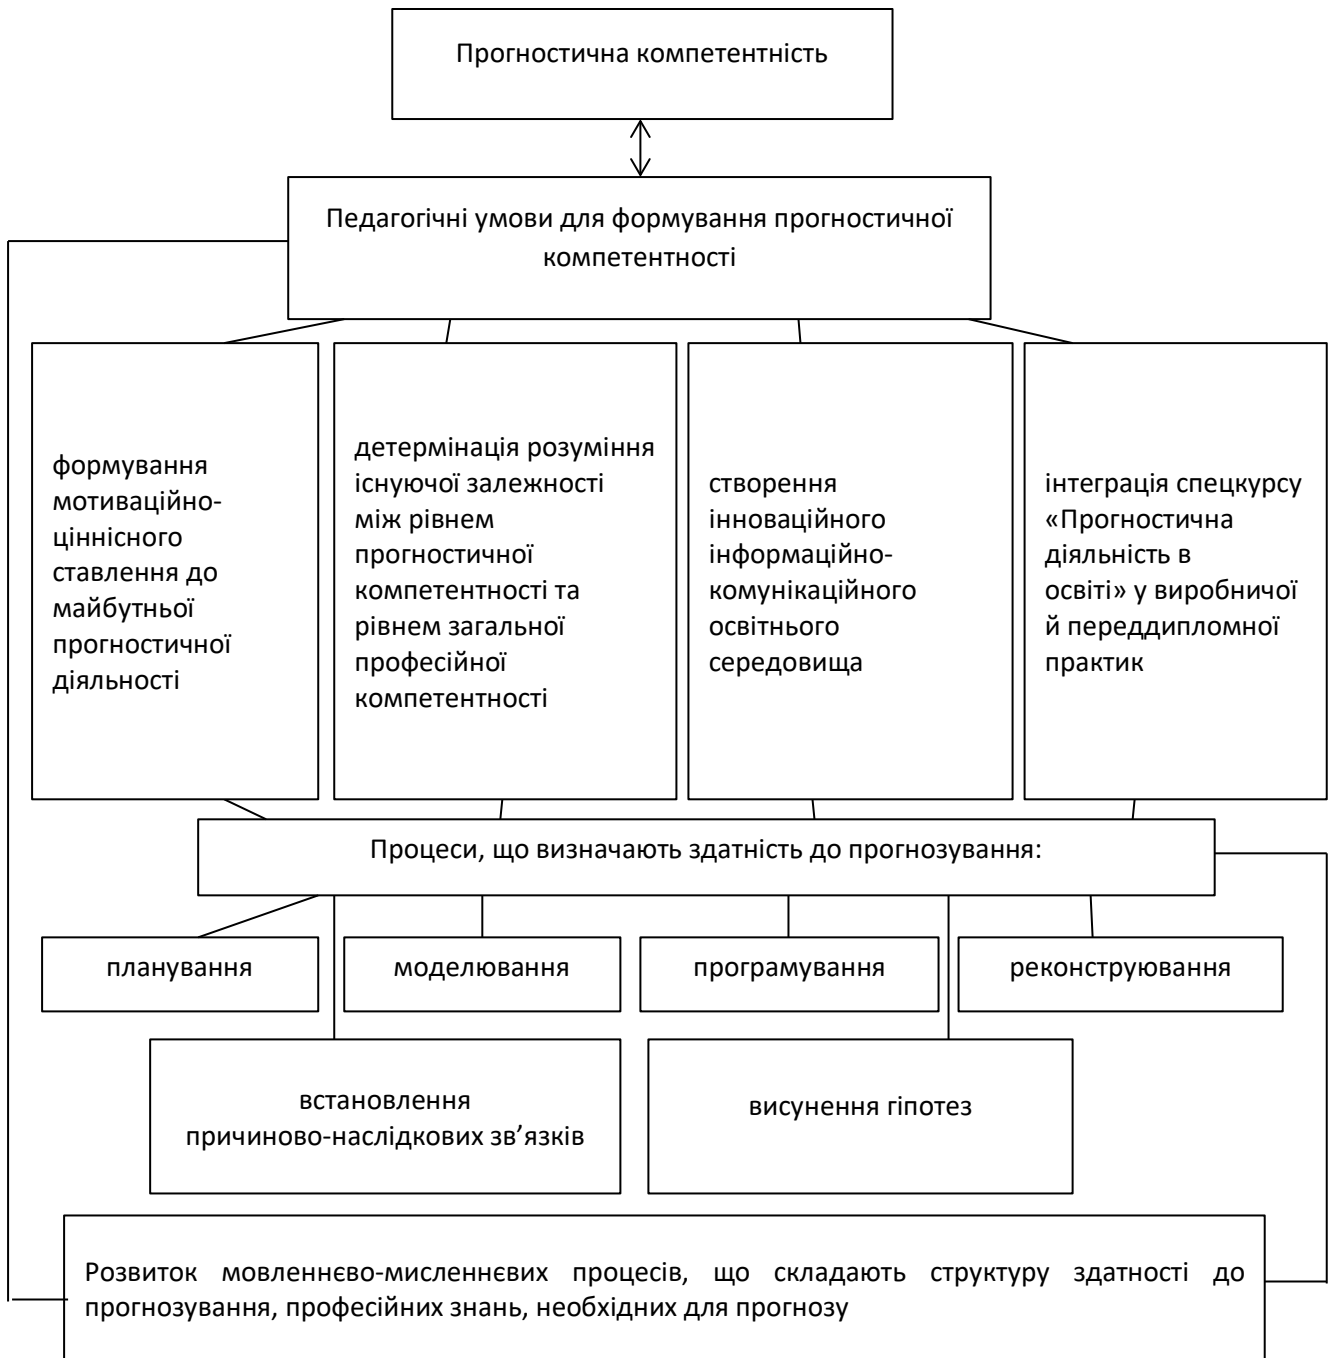 Прогностична компетентність
Педагогічні умови для формування прогностичної
компетентності
формування
мотиваційно-
ціннісного
ставлення до
майбутньої
прогностичної
діяльності
детермінація розуміння
існуючої залежності
між рівнем
прогностичної
компетентності та
рівнем загальної
професійної
компетентності
створення
інноваційного
інформаційно-
комунікаційного
освітнього
середовища
інтеграція спецкурсу
«Прогностична
діяльність в
освіті» у виробничої
й переддипломної
практик
Процеси, що визначають здатність до прогнозування:
планування
моделювання
програмування
реконструювання
встановлення
причиново-наслідкових зв’язків
висунення гіпотез
Розвиток мовленнєво-мисленнєвих процесів, що складають структуру здатності до
прогнозування, професійних знань, необхідних для прогнозу